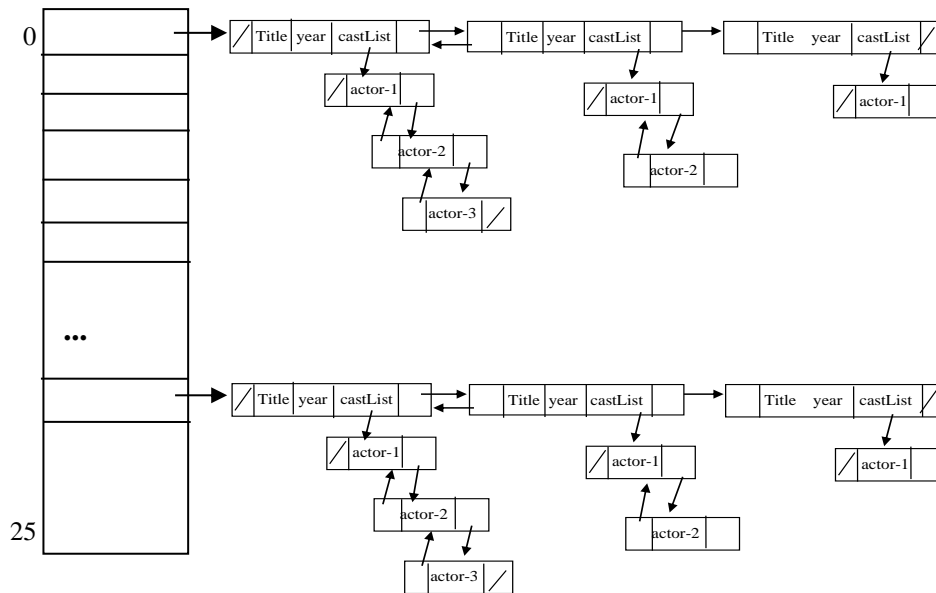 0
Title year castList
Title year castList
Title year castList
actor-1
actor-1
actor-1
actor-2
actor-2
actor-3
•••
Title year castList
Title year castList
Title year castList
actor-1
actor-1
actor-1
actor-2
actor-2
25
actor-3